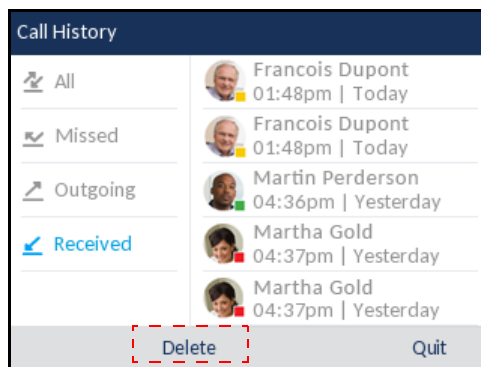 Call History
All
Missed
Outgoing
Received
Francois Dupont
01:48pm | Today
Francois Dupont
01:48pm | Today
Martin Perderson
04:36pm | Yesterday
Martha Gold
04:37pm | Yesterday
Martha Gold
04:37pm | Yesterday
Delete Quit